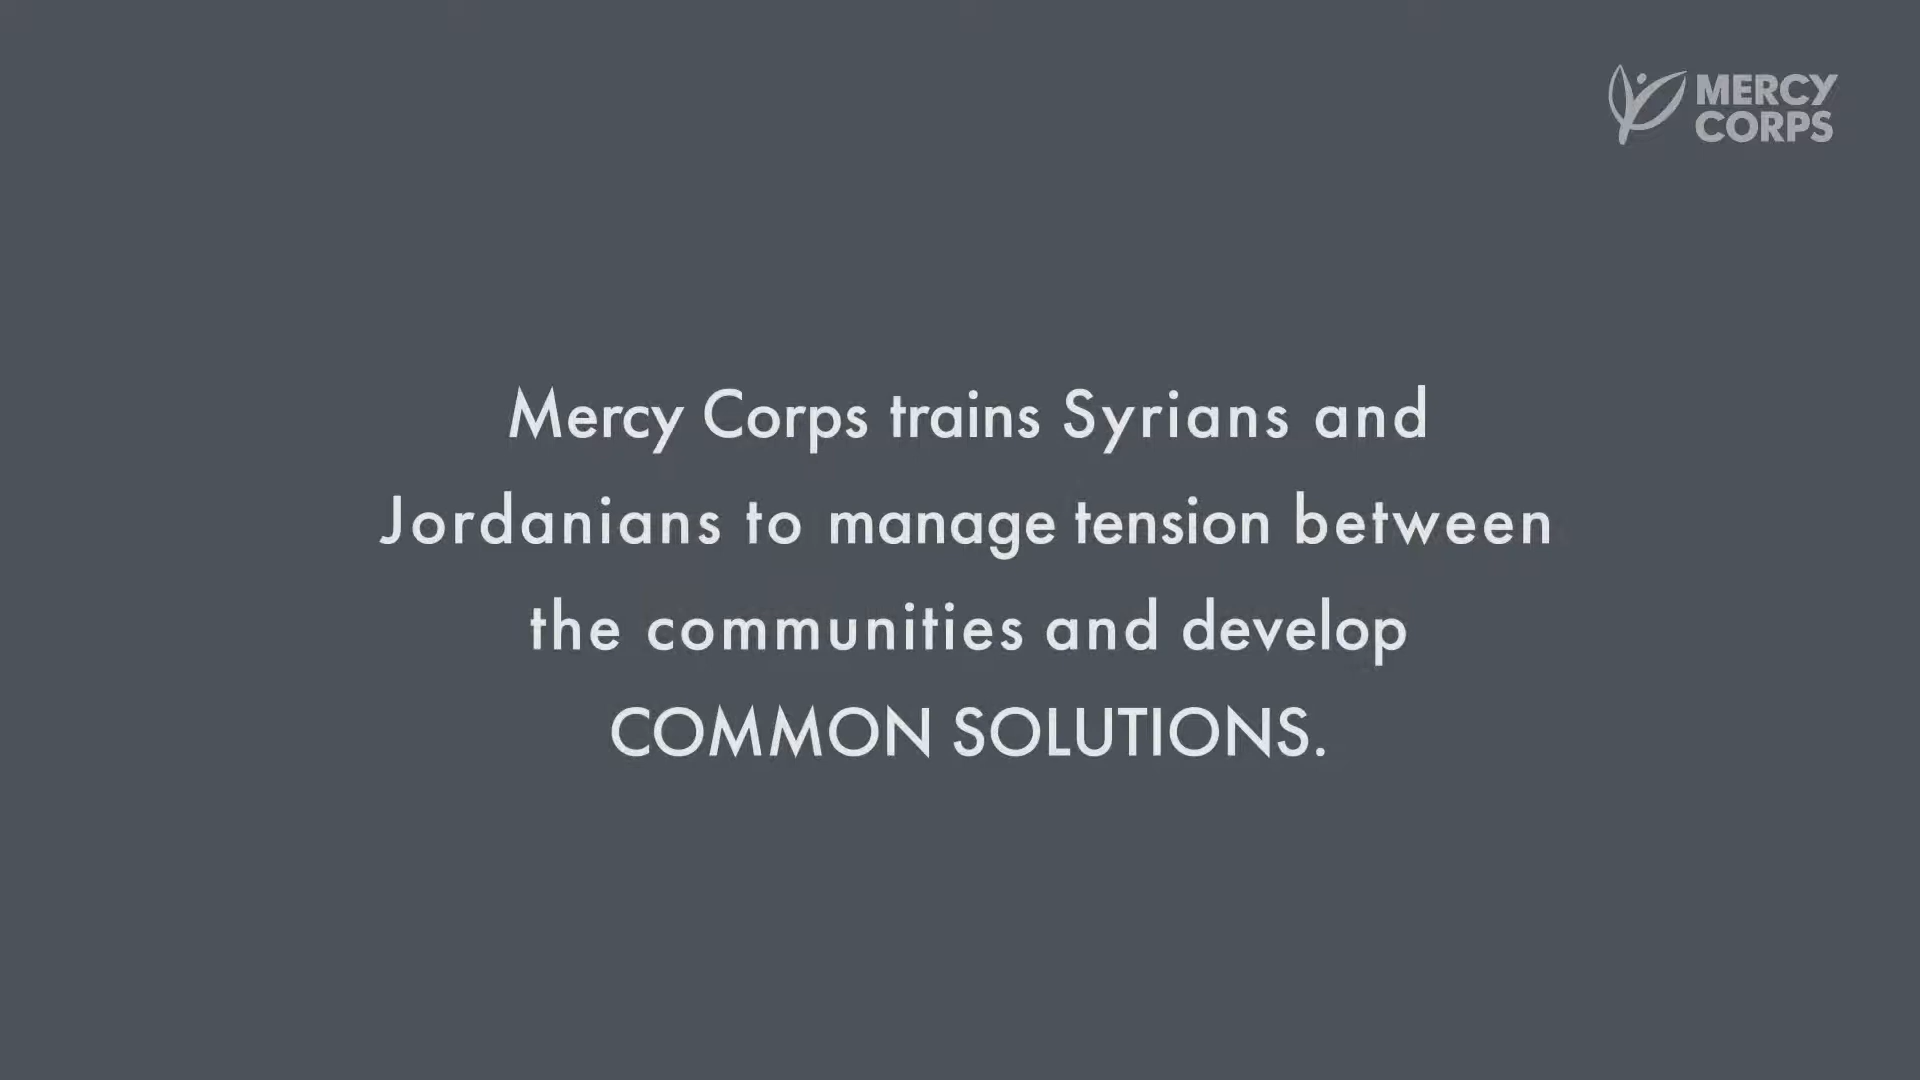 MERCY
CORPS
Mercy Corps trains Syrians and
Jordanians to manage tension between
the communities and develop
COMMON SOLUTIONS.